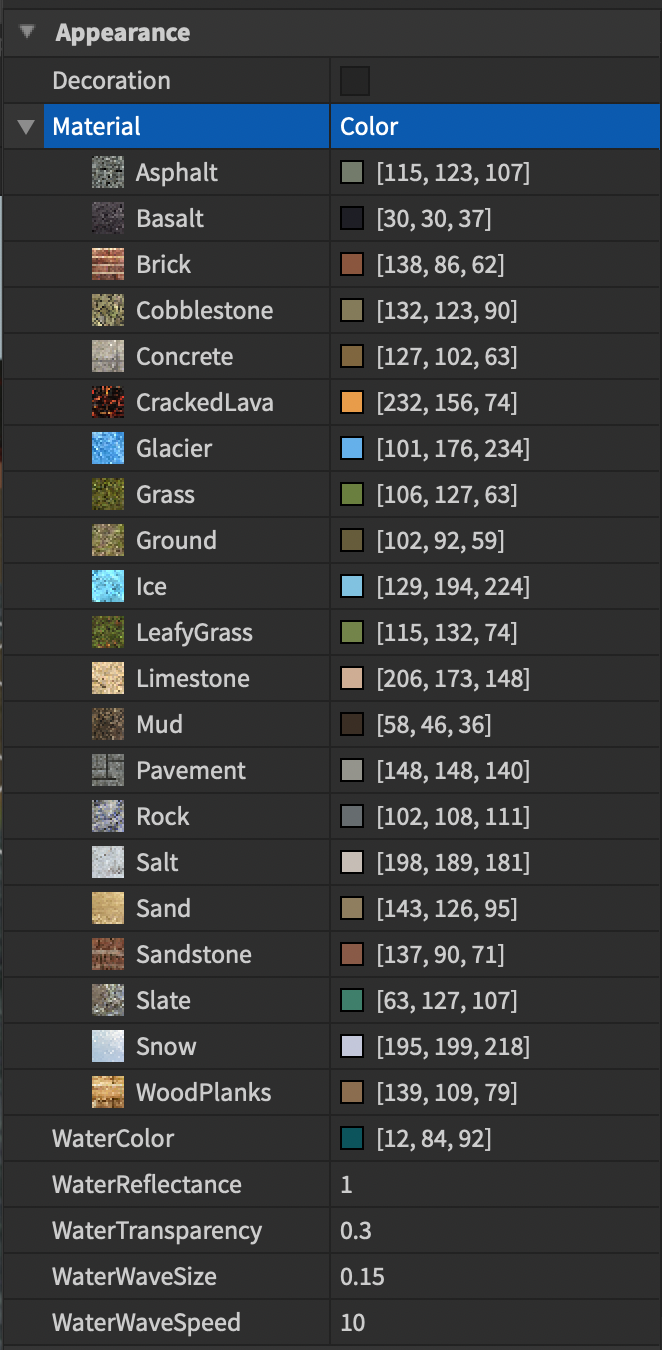 Appearance
Decoration
Material Color
Asphalt [115, 123, 107]
Basalt [30, 30, 37]
Brick [138, 86, 62]
Cobblestone [132, 123, 90]
Concrete [127, 102, 63]
CrackedLava [232, 156, 74]
Glacier [101, 176, 234]
Grass [106, 127, 63]
Ground [102, 92, 59]
Ice [129, 194, 224]
LeafyGrass [115, 132, 74]
Limestone [206, 173, 148]
Mud [58, 46, 36]
Pavement [148, 148, 140]
Rock [102, 108, 111]
Salt [198, 189, 181]
Sand [143, 126, 95]
Sandstone [137, 90, 71]
Slate [63, 127, 107]
Snow [195, 199, 218]
WoodPlanks [139, 109, 79]
WaterColor [12, 84, 92]
WaterReflectance 1
WaterTransparency 0.3
WaterWaveSize 0.15
WaterWaveSpeed 10